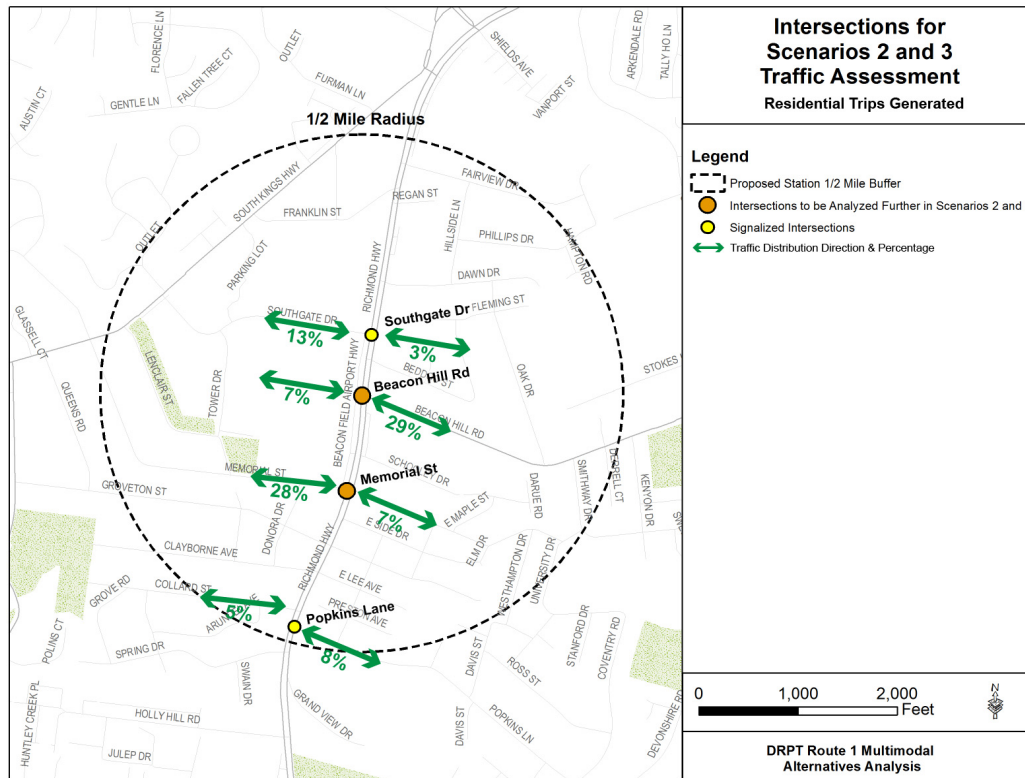 Intersections for
Scenarios 2 and 3
Traffic Assessment
Residential Trips Generated
Legend
Proposed Station 1/2 Mile Buffer
Intersections to be Analyzed Further in Scenarios 2 and
Signalized Intersections
Traffic Distribution Direction & Percentage
0 1,000 2,000
Feet
N
DRPT Route 1 Multimodal
Alternatives Analysis
1/2 Mile Radius
FLORENCE LN
FALLEN TREE CT
OUTLET
AUSTIN CT
GENTLE LN
FURMAN LN
SHIELDS AVE
VANPORT ST
ARKENDALE RD
TALLY HO LN
SOUTH KINGS HWY
FAIRVIEW DR
REGAN ST
FRANKLIN ST
HILLSIDE LN
PHILLIPS DR
HAMPTON RD
OUTLET
PARKING LOT
RICHMOND HWY
DAWN DR
FLEMING ST
SOUTHGATE DR
Southgate Dr
13%
3%
GLASSELL CT
LENCLAIR ST
QUEENS RD
TOWER DR
BEACON FIELD AIRPORT HWY
Beacon Hill Rd
7%
29%
BEACON HILL RD
OAK DR
STOKES
MEMORIAL ST
Memorial St
28%
7%
GROVETON ST
DONORA DR
E MAPLE ST
E SIDE DR
DARUE RD
SMITHWAY DR
DERRELL CT
KENYON DR
CLAYBORNE AVE
RICHMOND HWY
ELM DR
E LEE AVE
UNIVERSITY DR
GROVE RD
COLLARD ST
5%
Popkins Lane
8%
POLINS CT
SPRING DR
SWAIN DR
DAVIS ST
ROSS ST
STANFORD DR
COVENTRY RD
HUNTLEY CREEK PL
HOLLY HILL RD
GRAND VIEW DR
DAVIS ST
POPKINS LN
DEVONSHIRE RD
JULEP DR